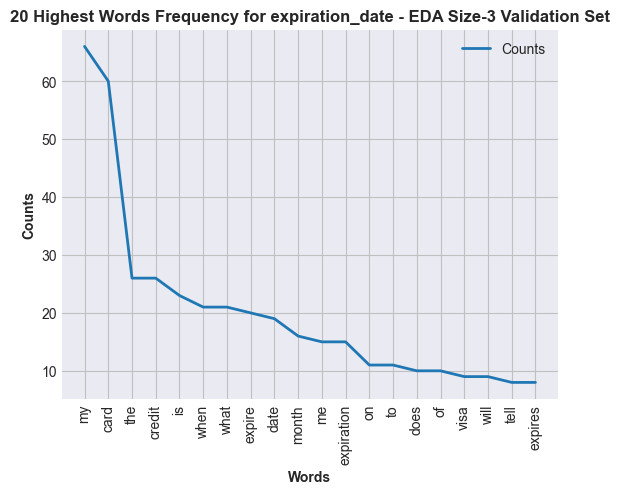 20 Highest Words Frequency for expiration_date - EDA Size-3 Validation Set
Counts
60
50
40
30
20
10
Counts
my
card
the
credit
is
when
what
expire
date
month
me
expiration
on
to
does
of
visa
will
tell
expires
Words